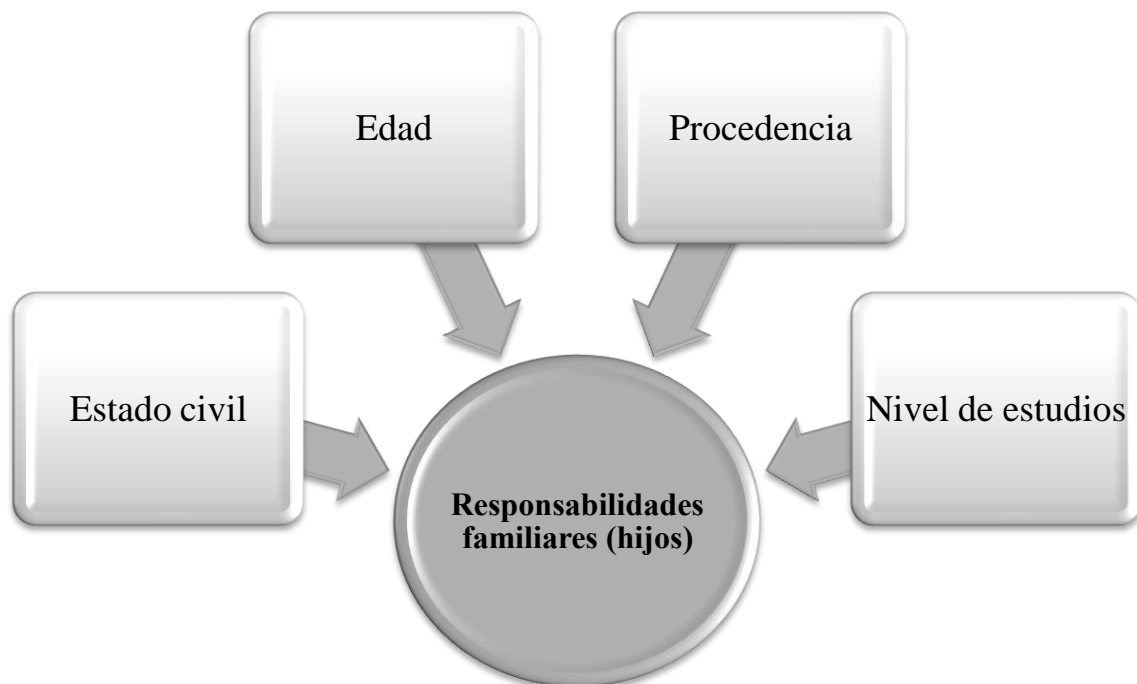 Edad
Procedencia
Estado civil
Nivel de estudios
Responsabilidades
familiares (hijos)